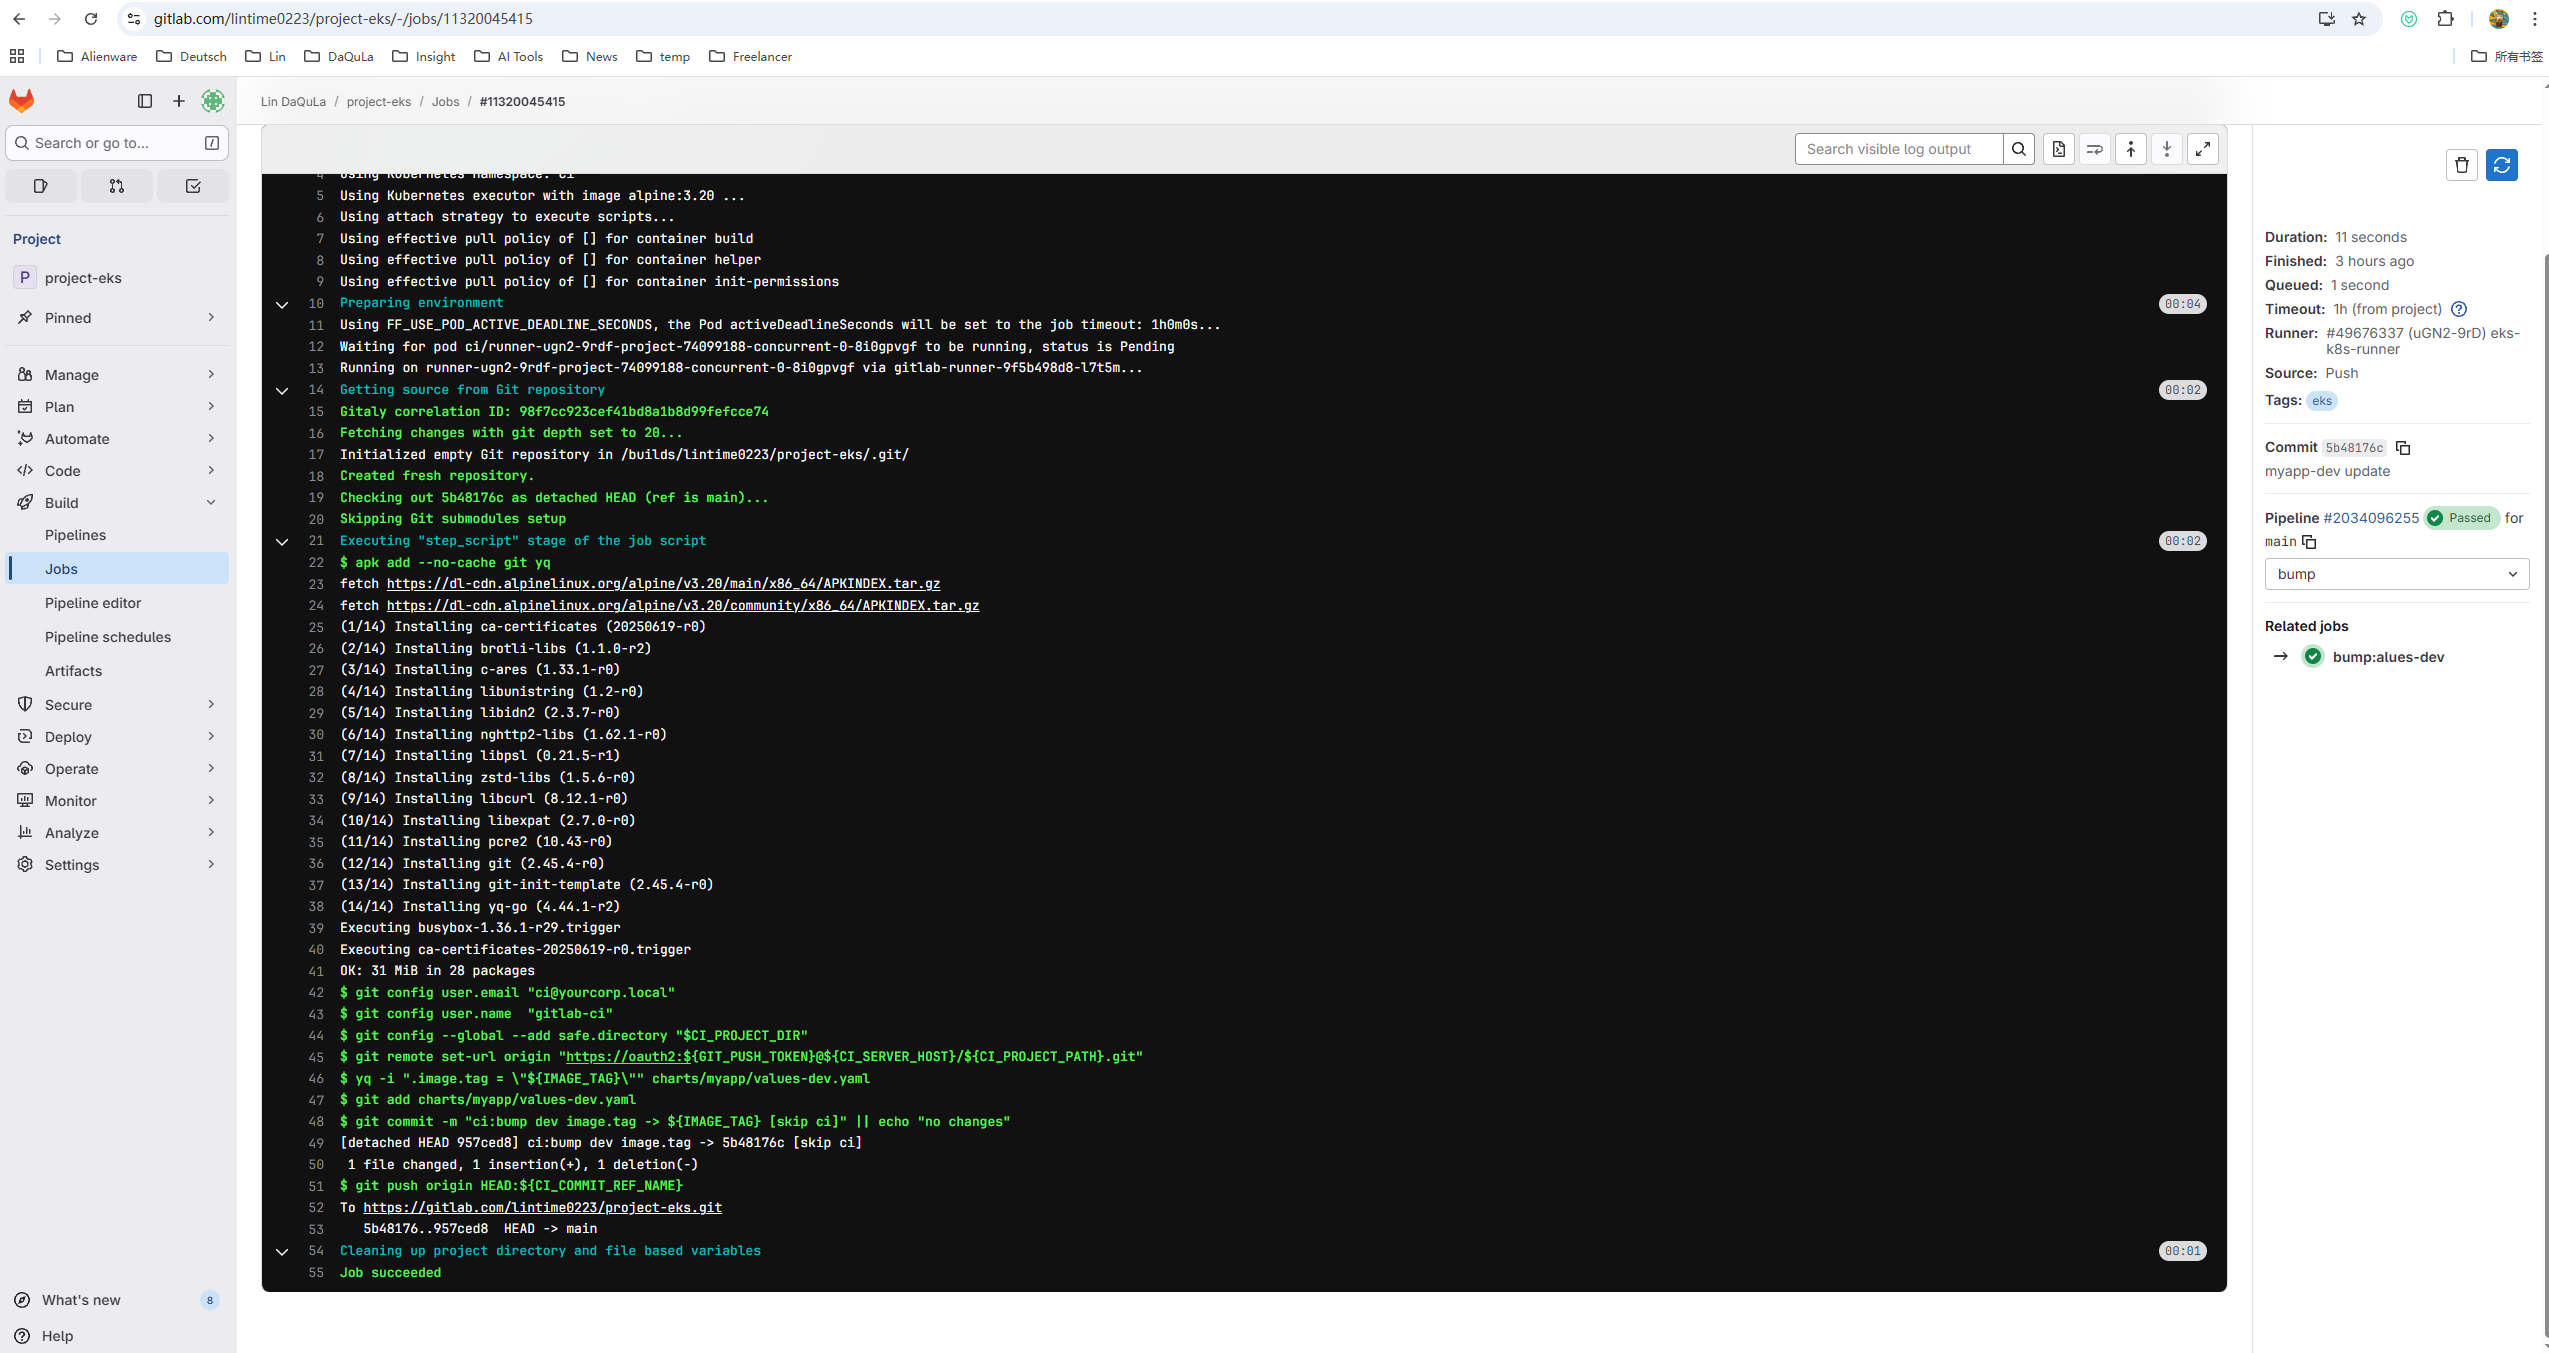 gitlab.com/lintime0223/project-eks/-/jobs/11320045415
Alienware Deutsch Lin DaQuLa Insight AI Tools News temp Freelancer 所有书签
Lin DaQuLa / project-eks / Jobs / #11320045415
Search or go to... /
Project
P project-eks
Pinned
Manage
Plan
Automate
Code
Build
Pipelines
Jobs
Pipeline editor
Pipeline schedules
Artifacts
Secure
Deploy
Operate
Monitor
Analyze
Settings
What's new 8
Help
Search visible log output
4 Using Kubernetes namespace: ci
5 Using Kubernetes executor with image alpine:3.20 ...
6 Using attach strategy to execute scripts...
7 Using effective pull policy of [] for container build
8 Using effective pull policy of [] for container helper
9 Using effective pull policy of [] for container init-permissions
10 Preparing environment 00:04
11 Using FF_USE_POD_ACTIVE_DEADLINE_SECONDS, the Pod activeDeadlineSeconds will be set to the job timeout: 1h0m0s...
12 Waiting for pod ci/runner-ugn2-9rdf-project-74099188-concurrent-0-8i0gpvgf to be running, status is Pending
13 Running on runner-ugn2-9rdf-project-74099188-concurrent-0-8i0gpvgf via gitlab-runner-9f5b498d8-l7t5m...
14 Getting source from Git repository 00:02
15 Gitaly correlation ID: 98f7cc923cef41bd8a1b8d99fefcce74
16 Fetching changes with git depth set to 20...
17 Initialized empty Git repository in /builds/lintime0223/project-eks/.git/
18 Created fresh repository.
19 Checking out 5b48176c as detached HEAD (ref is main)...
20 Skipping Git submodules setup
21 Executing "step_script" stage of the job script 00:02
22 $ apk add --no-cache git yq
23 fetch https://dl-cdn.alpinelinux.org/alpine/v3.20/main/x86_64/APKINDEX.tar.gz
24 fetch https://dl-cdn.alpinelinux.org/alpine/v3.20/community/x86_64/APKINDEX.tar.gz
25 (1/14) Installing ca-certificates (20250619-r0)
26 (2/14) Installing brotli-libs (1.1.0-r2)
27 (3/14) Installing c-ares (1.33.1-r0)
28 (4/14) Installing libunistring (1.2-r0)
29 (5/14) Installing libidn2 (2.3.7-r0)
30 (6/14) Installing nghttp2-libs (1.62.1-r0)
31 (7/14) Installing libpsl (0.21.5-r1)
32 (8/14) Installing zstd-libs (1.5.6-r0)
33 (9/14) Installing libcurl (8.12.1-r0)
34 (10/14) Installing libexpat (2.7.0-r0)
35 (11/14) Installing pcre2 (10.43-r0)
36 (12/14) Installing git (2.45.4-r0)
37 (13/14) Installing git-init-template (2.45.4-r0)
38 (14/14) Installing yq-go (4.44.1-r2)
39 Executing busybox-1.36.1-r29.trigger
40 Executing ca-certificates-20250619-r0.trigger
41 OK: 31 MiB in 28 packages
42 $ git config user.email "ci@yourcorp.local"
43 $ git config user.name  "gitlab-ci"
44 $ git config --global --add safe.directory "$CI_PROJECT_DIR"
45 $ git remote set-url origin "https://oauth2:${GIT_PUSH_TOKEN}@${CI_SERVER_HOST}/${CI_PROJECT_PATH}.git"
46 $ yq -i ".image.tag = \"${IMAGE_TAG}\"" charts/myapp/values-dev.yaml
47 $ git add charts/myapp/values-dev.yaml
48 $ git commit -m "ci:bump dev image.tag -> ${IMAGE_TAG} [skip ci]" || echo "no changes"
49 [detached HEAD 957ced8] ci:bump dev image.tag -> 5b48176c [skip ci]
50  1 file changed, 1 insertion(+), 1 deletion(-)
51 $ git push origin HEAD:${CI_COMMIT_REF_NAME}
52 To https://gitlab.com/lintime0223/project-eks.git
53    5b48176..957ced8  HEAD -> main
54 Cleaning up project directory and file based variables 00:01
55 Job succeeded
Duration: 11 seconds
Finished: 3 hours ago
Queued: 1 second
Timeout: 1h (from project)
Runner: #49676337 (uGN2-9rD) eks-
k8s-runner
Source: Push
Tags: eks
Commit 5b48176c
myapp-dev update
Pipeline #2034096255 Passed for
main
bump
Related jobs
bump:alues-dev